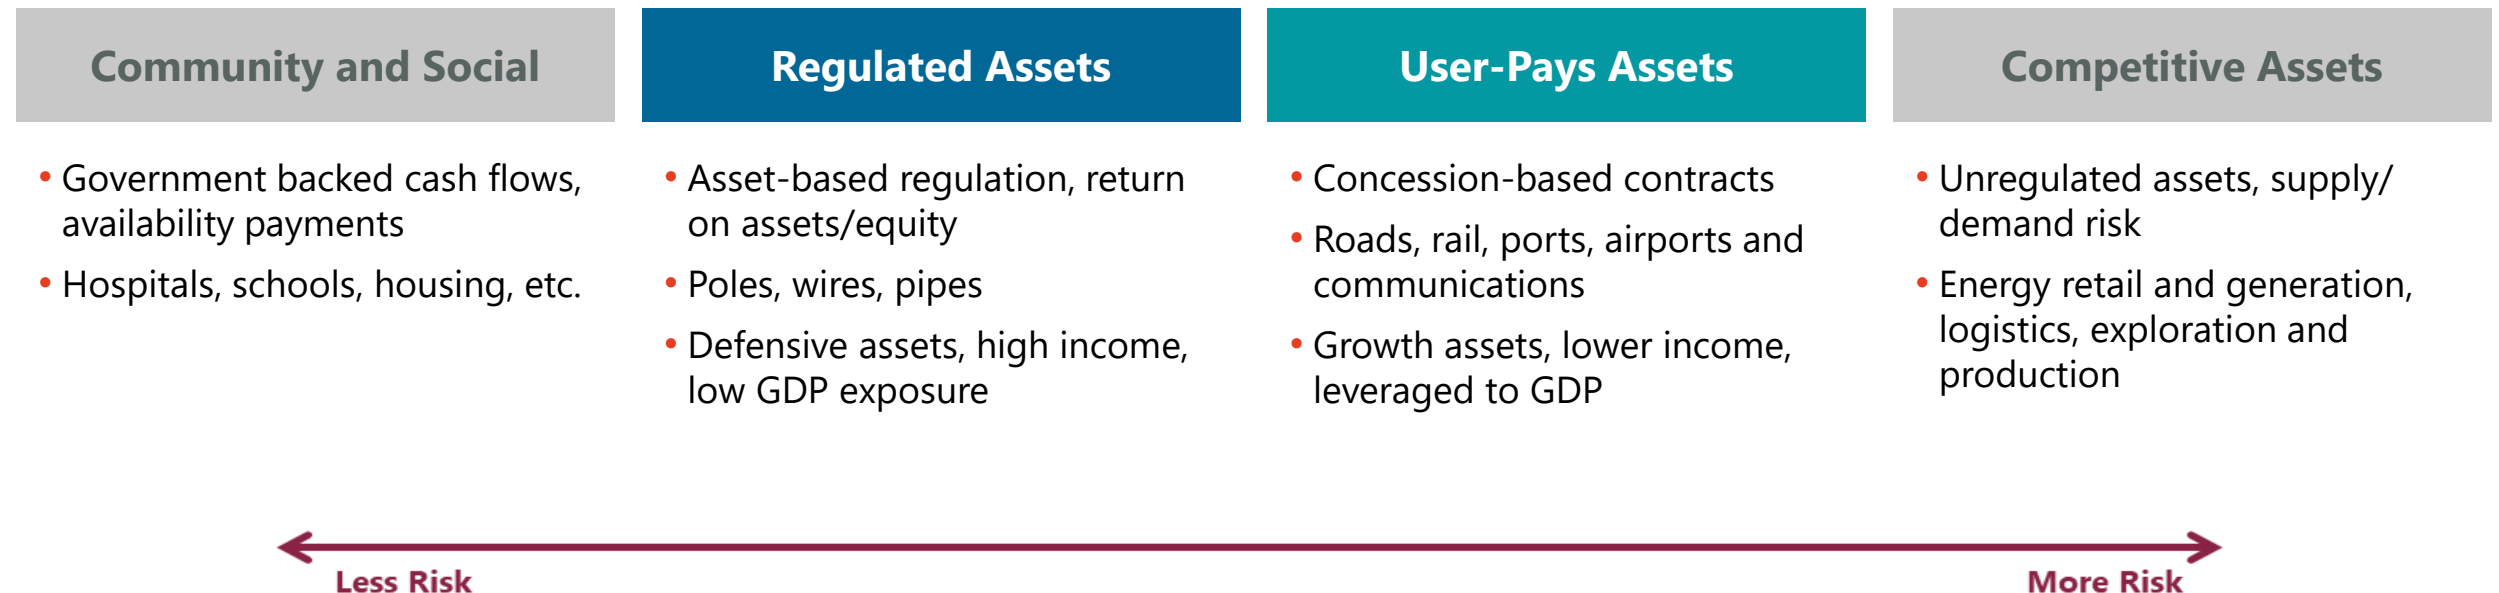 Community and Social
• Government backed cash flows,
availability payments
• Hospitals, schools, housing, etc.
Regulated Assets
• Asset-based regulation, return
on assets/equity
• Poles, wires, pipes
• Defensive assets, high income,
low GDP exposure
User-Pays Assets
• Concession-based contracts
• Roads, rail, ports, airports and
communications
• Growth assets, lower income,
leveraged to GDP
Competitive Assets
• Unregulated assets, supply/
demand risk
• Energy retail and generation,
logistics, exploration and
production
Less Risk
More Risk